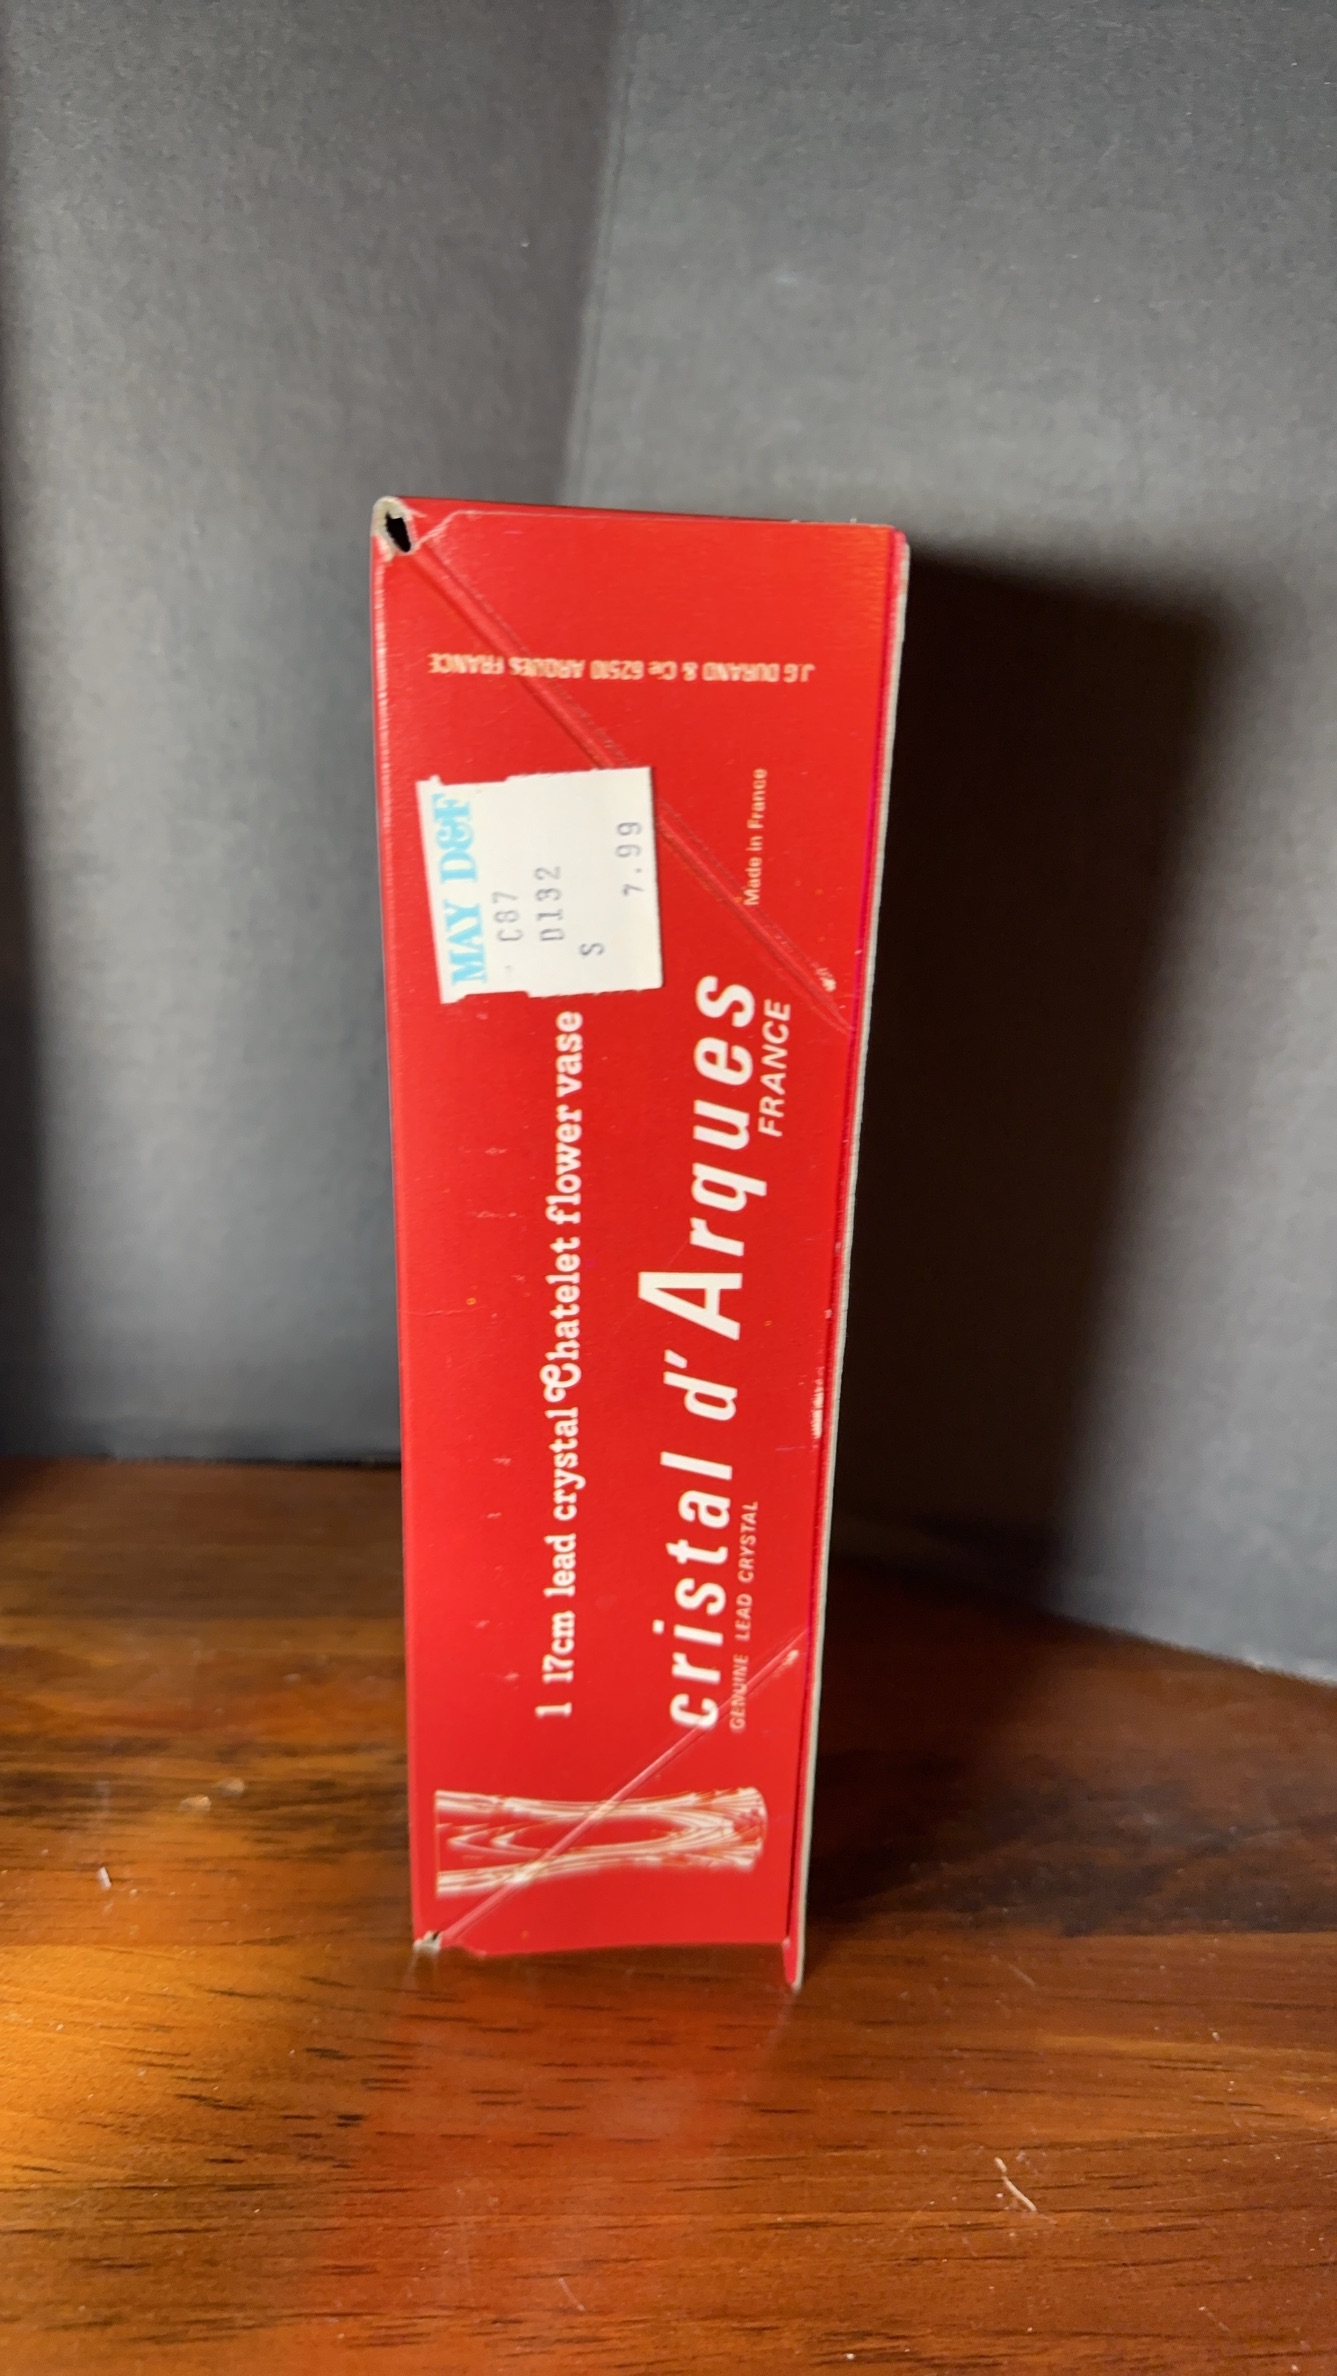 J.G DURAND & Cie 62510 ARQUES FRANCE
MAY D&F
C87
D132
S
7.99
1 17cm lead crystal Chatelet flower vase
Made in France
cristal d'Arques
FRANCE
GENUINE LEAD CRYSTAL